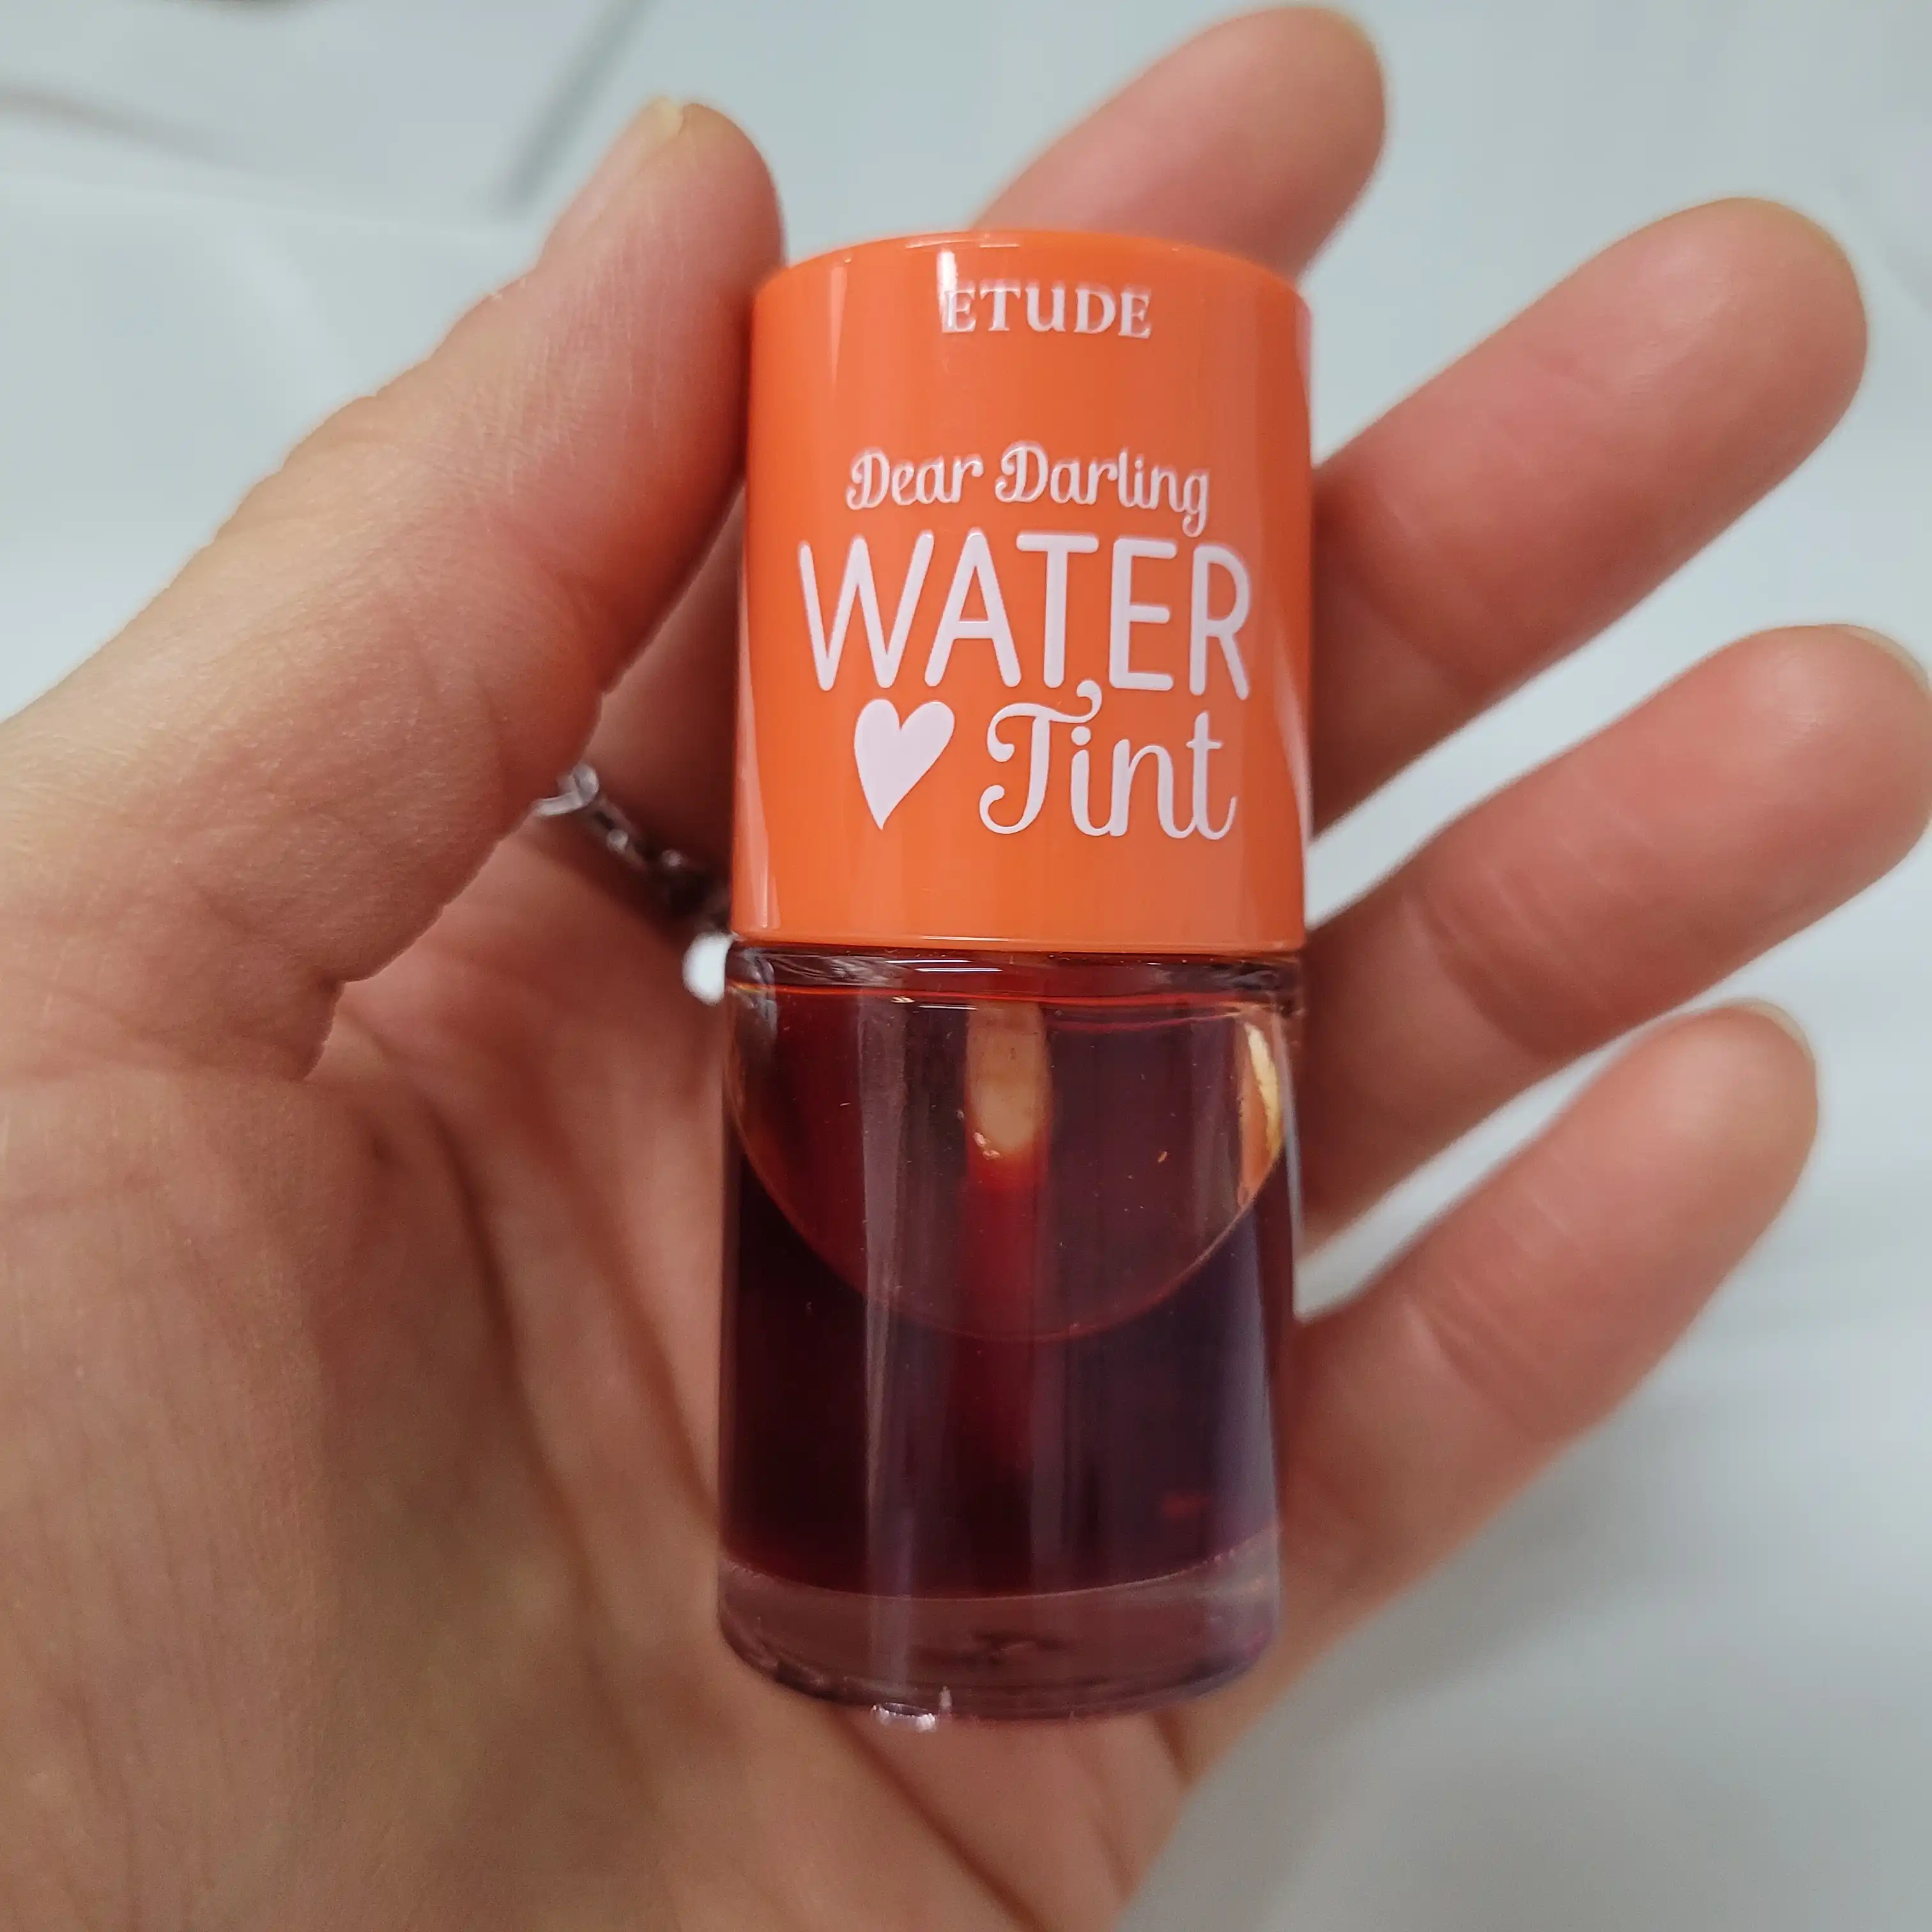 ETUDE
Dear Darling
WATER
Tint